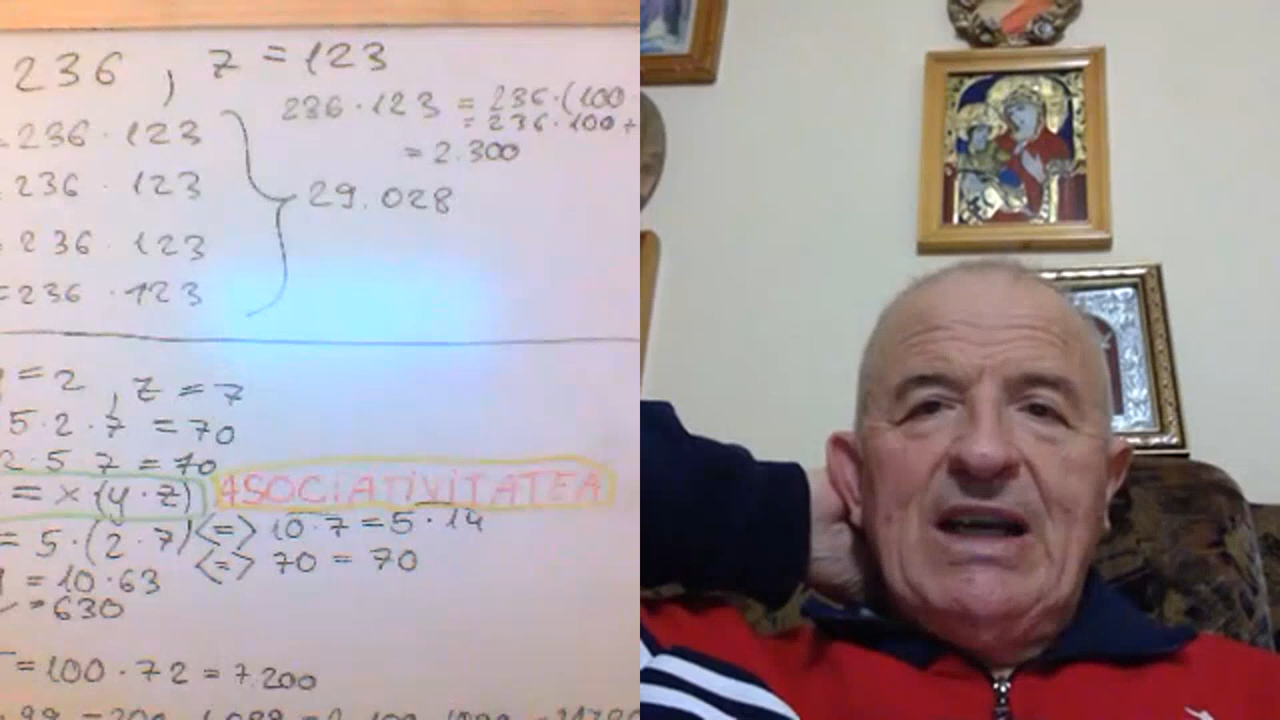 236 , z = 123
236 · 123 = 236 · (100
= 236 · 100 +
= 2.300
= 236 · 123
236 · 123
29.028
= 236 · 123
= 236 · 123
= 2 , z = 7
5 · 2 · 7 = 70
2 · 5 7 = 70
= x (y · z) ASOCIATIVITATEA
= 5 · (2 · 7) <=> 10 · 7 = 5 · 14
<=> 70 = 70
= 10 · 63
= 630
= 100 · 72 = 7.200